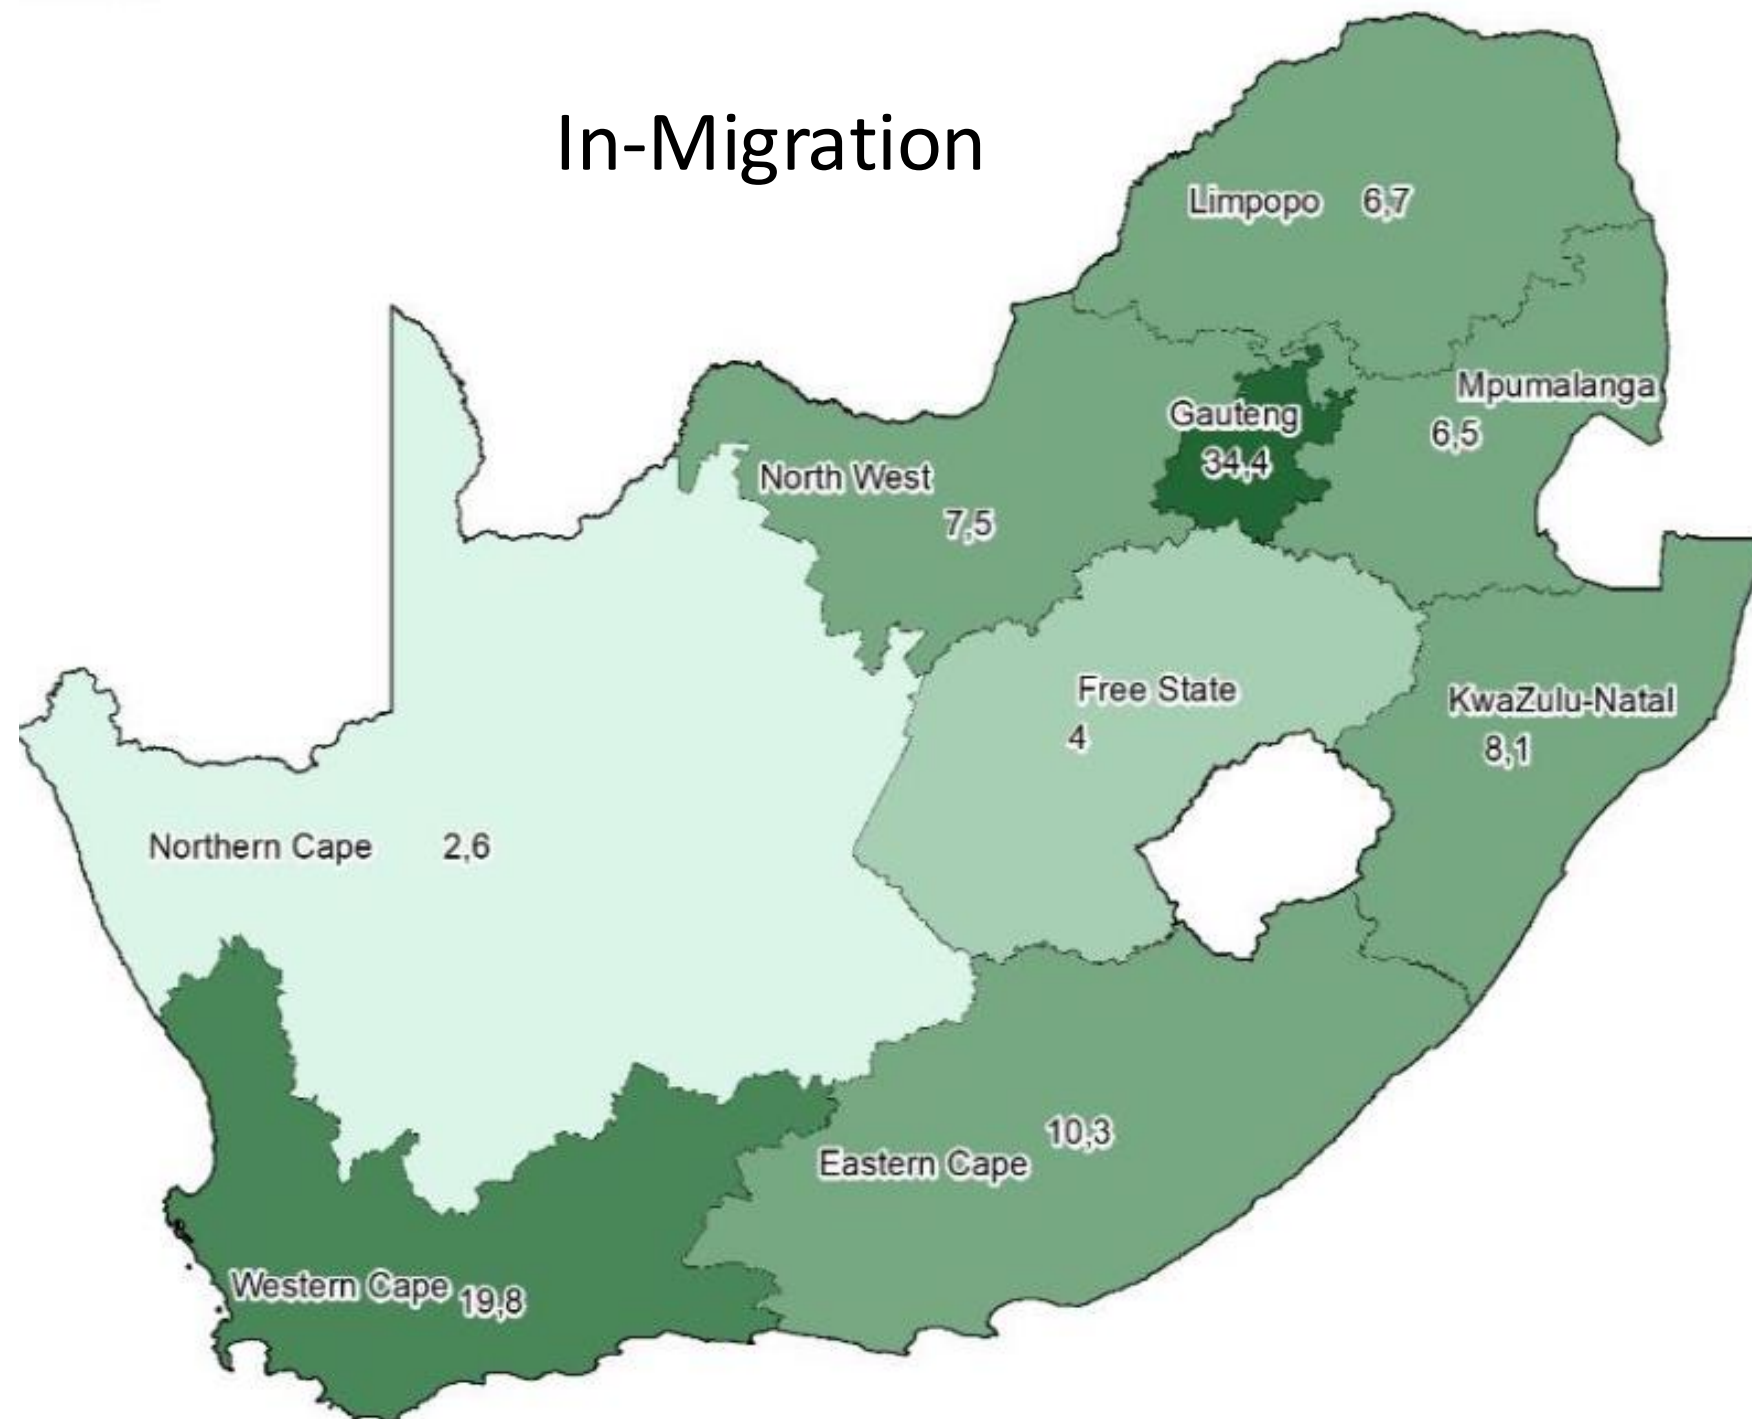 In-Migration
Limpopo 6,7
Mpumalanga
6,5
Gauteng
34,4
North West
7,5
Free State
4
KwaZulu-Natal
8,1
Northern Cape 2,6
10,3
Eastern Cape
Western Cape 19,8